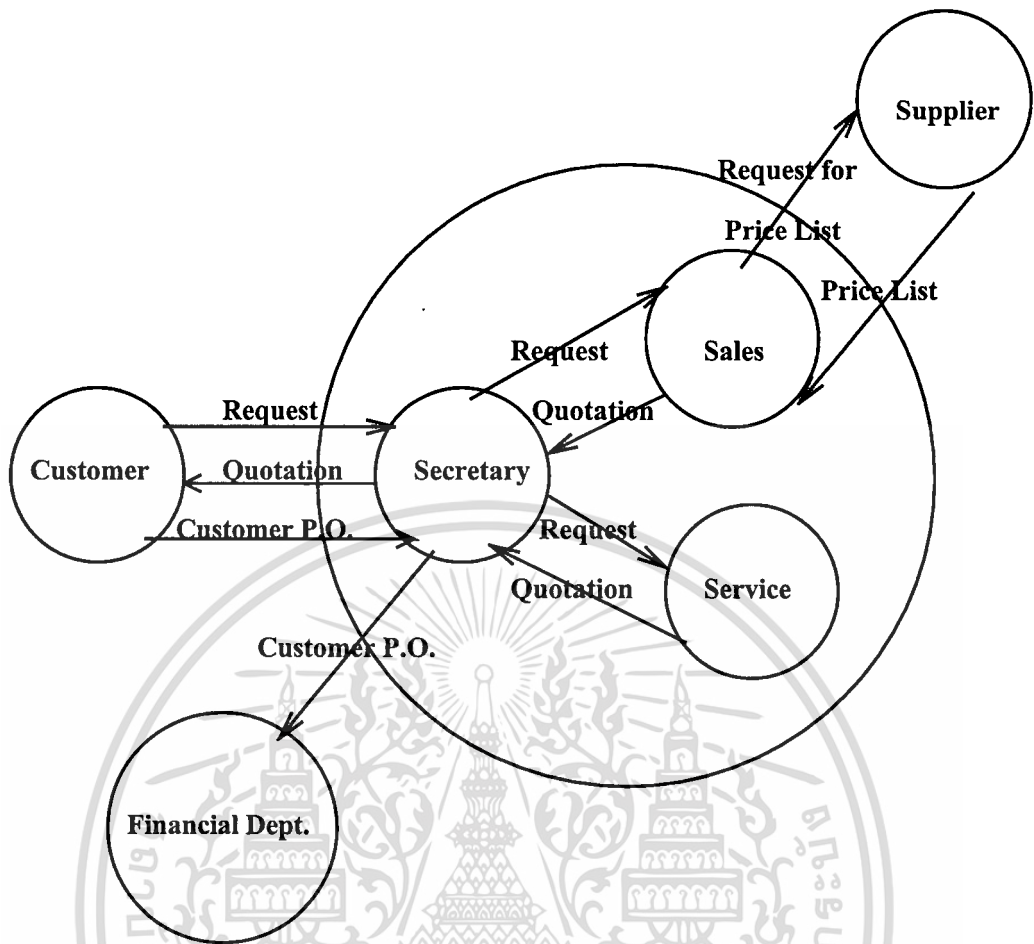 Supplier
Request for
Price List
Price List
Sales
Request
Quotation
Request
Customer
Quotation
Secretary
Customer P.O.
Request
Quotation
Service
Customer P.O.
Financial Dept.